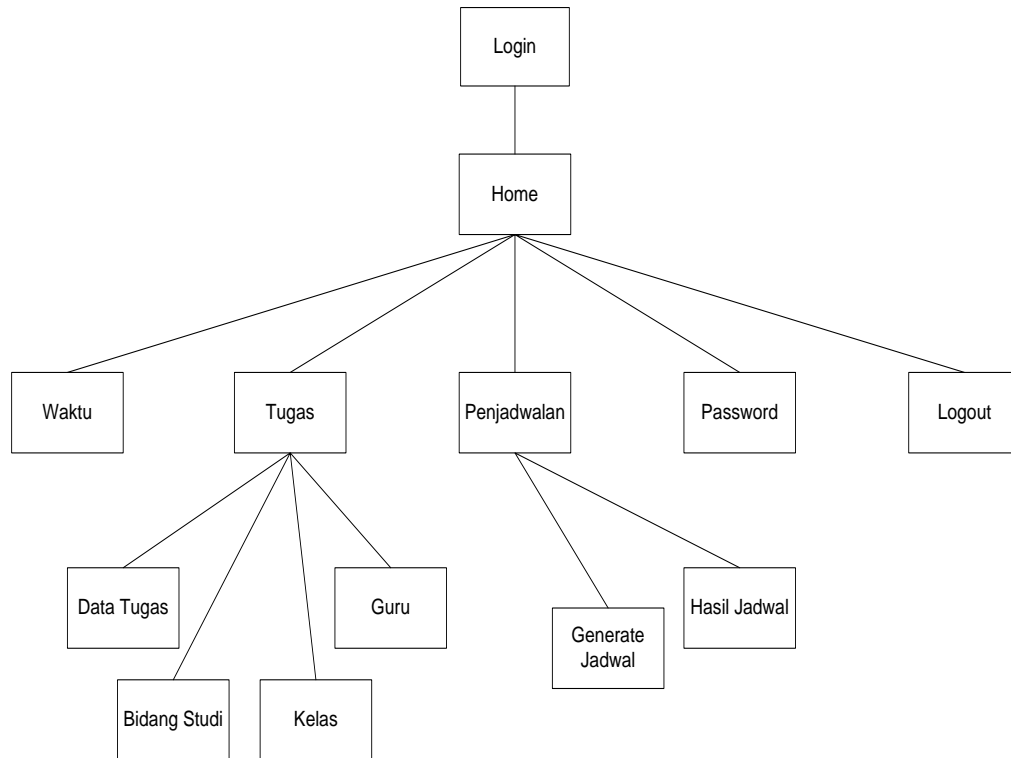 Login
Home
Waktu
Tugas
Penjadwalan
Password
Logout
Data Tugas
Guru
Generate
Jadwal
Hasil Jadwal
Bidang Studi
Kelas